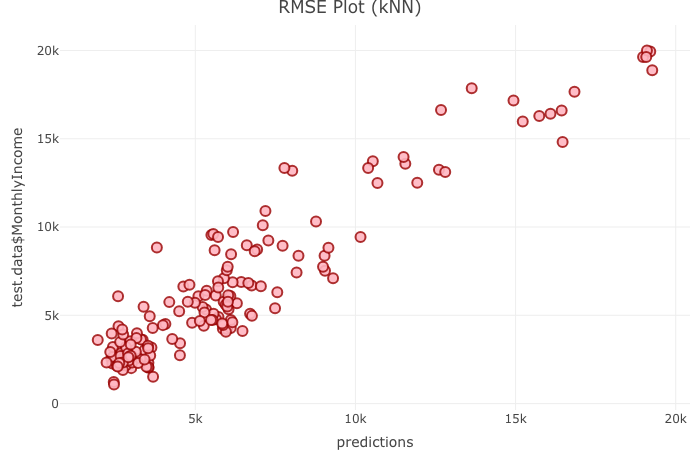 RMSE Plot (kNN)
20k
15k
10k
5k
0
test.data$MonthlyIncome
5k
10k
15k
20k
predictions